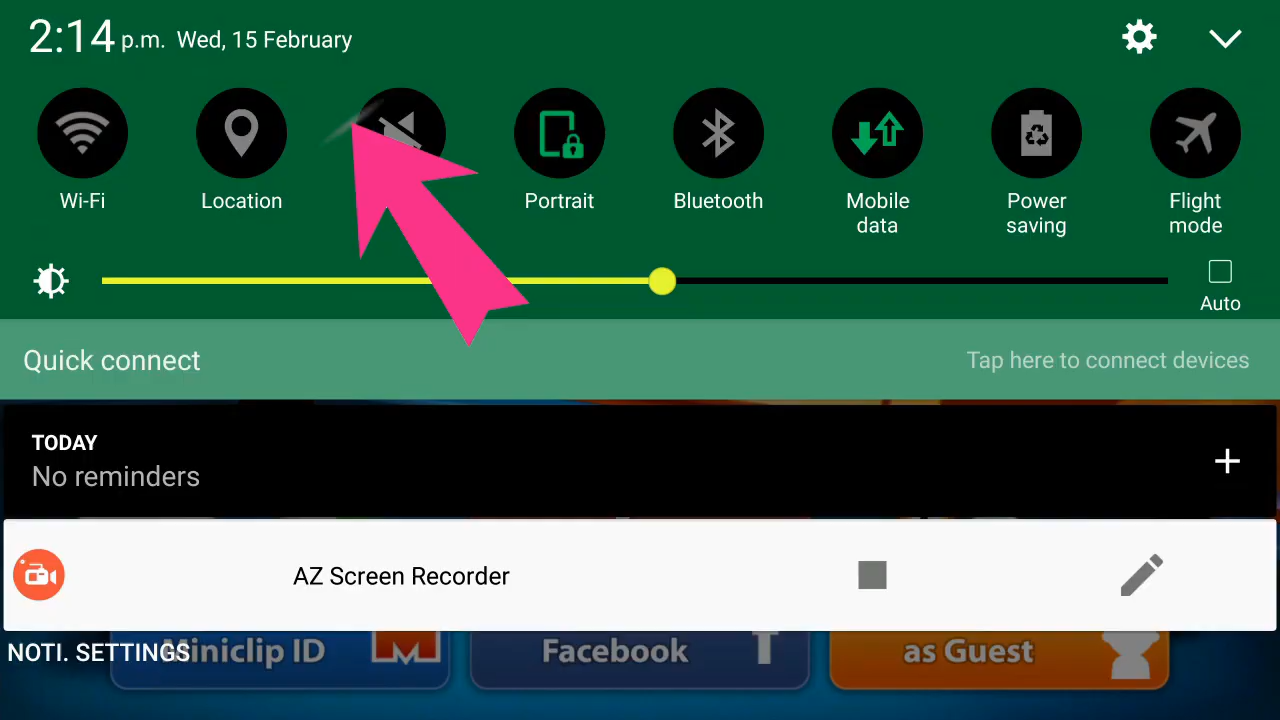 2:14 p.m. Wed, 15 February
Wi-Fi
Location
Portrait
Bluetooth
Mobile
data
Power
saving
Flight
mode
Auto
Quick connect
Tap here to connect devices
TODAY
No reminders
+
AZ Screen Recorder
NOTI. SETTINGS
Miniclip ID
Facebook
as Guest